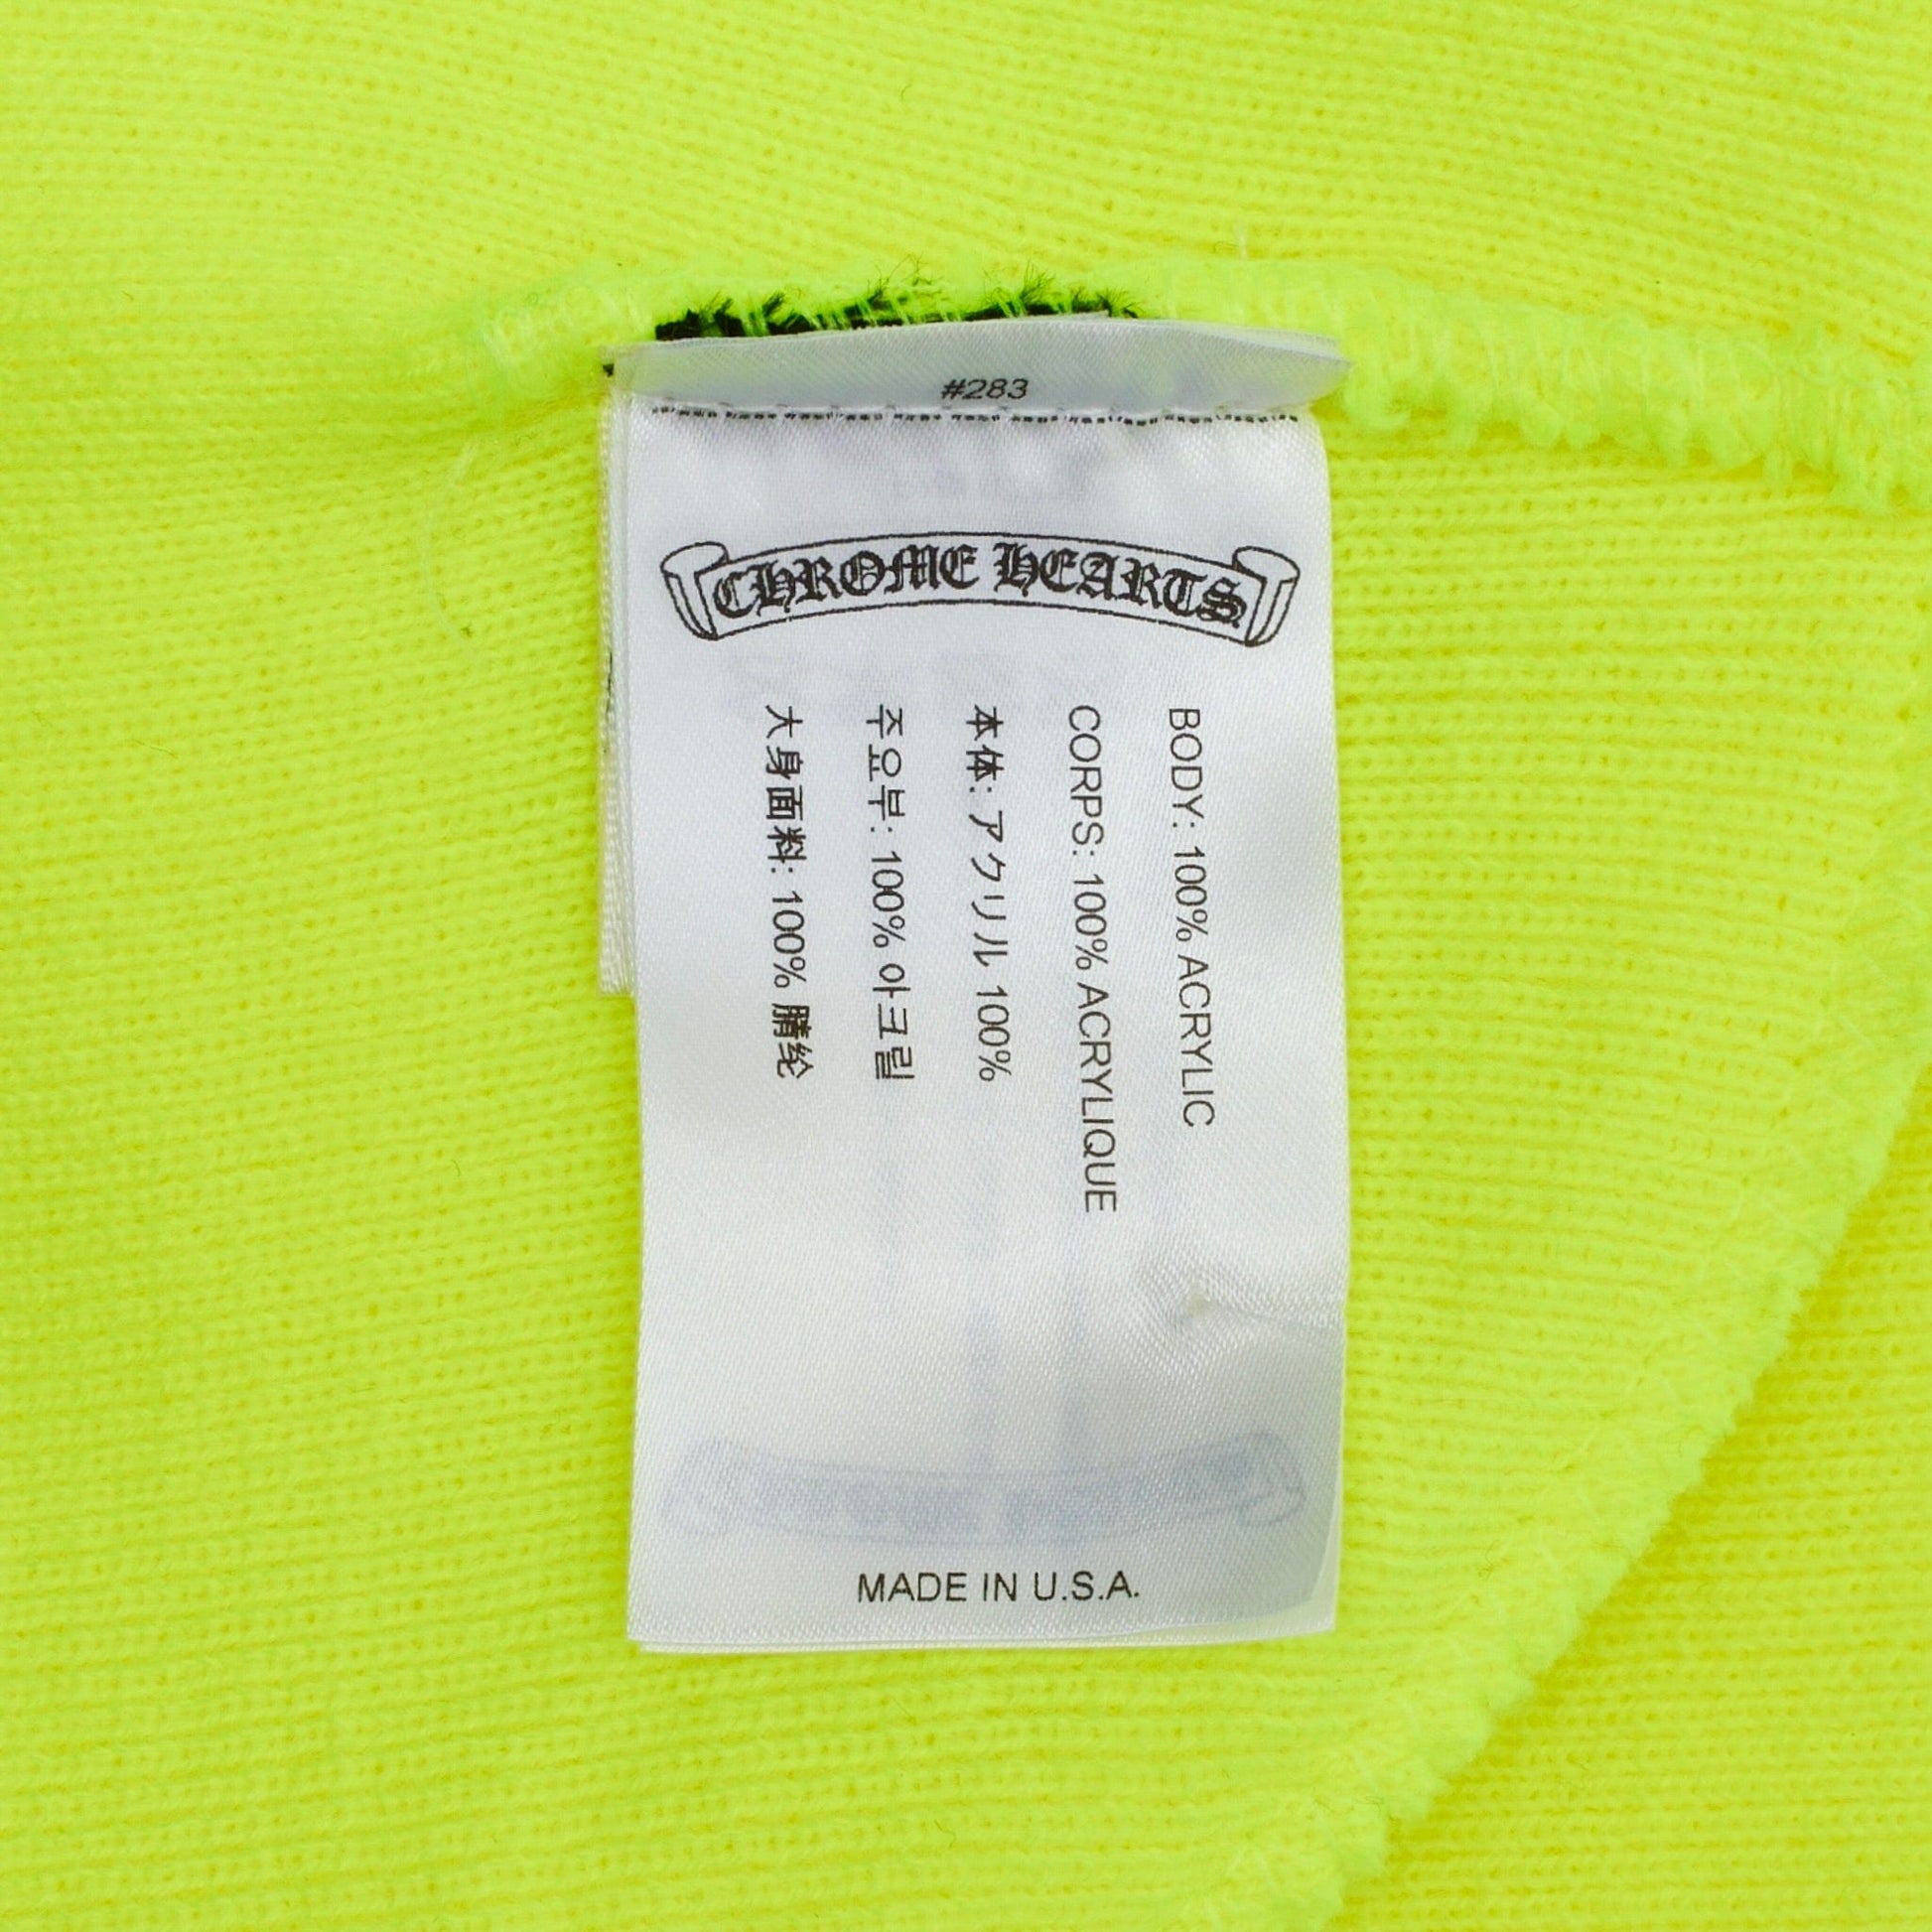 #283
CHROME HEARTS
BODY: 100% ACRYLIC
CORPS: 100% ACRYLIQUE
本体: アクリル 100%
주요부: 100% 아크릴
大身面料: 100% 腈纶
MADE IN U.S.A.